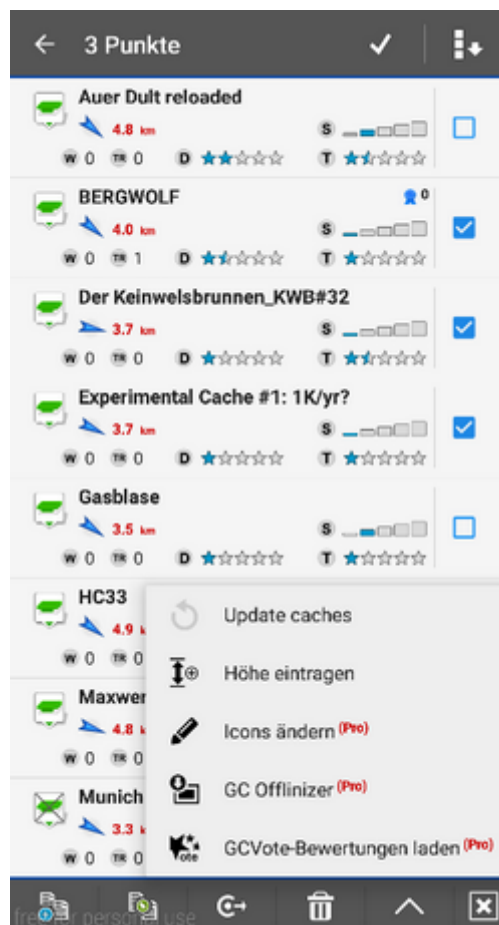 3 Punkte
Auer Dult reloaded
4.8 km
S
W 0 TR 0 D T
BERGWOLF
0
4.0 km
S
W 0 TR 1 D T
Der Keinwelsbrunnen_KWB#32
3.7 km
S
W 0 TR 0 D T
Experimental Cache #1: 1K/yr?
3.7 km
S
W 0 TR 0 D T
Gasblase
3.5 km
S
W 0 TR 0 D T
HC33
4.9
W 0 TR 0
Maxwer
4.8
W 0 TR 0
Munich
3.3
W 0 TR 0
Update caches
Höhe eintragen
Icons ändern (Pro)
GC Offlinizer (Pro)
ote
GCVote-Bewertungen laden (Pro)
free for personal use